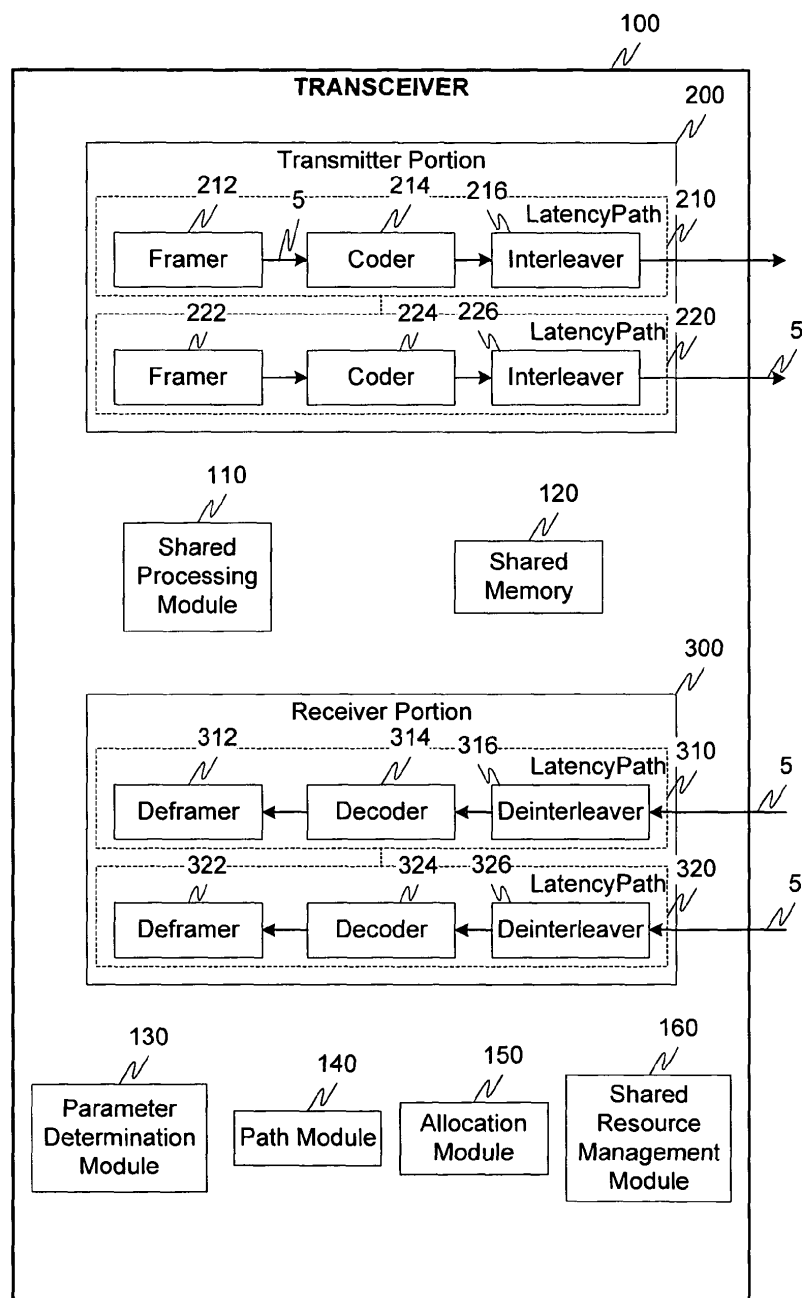 100
TRANSCEIVER
200
Transmitter Portion
212 5 214 216 210
LatencyPath
Framer Coder Interleaver
222 224 226 220 5
LatencyPath
Framer Coder Interleaver
110
Shared
Processing
Module
120
Shared
Memory
300
Receiver Portion
312 314 316 310 5
LatencyPath
Deframer Decoder Deinterleaver
322 324 326 320 5
LatencyPath
Deframer Decoder Deinterleaver
130
Parameter
Determination
Module
140
Path Module
150
Allocation
Module
160
Shared
Resource
Management
Module